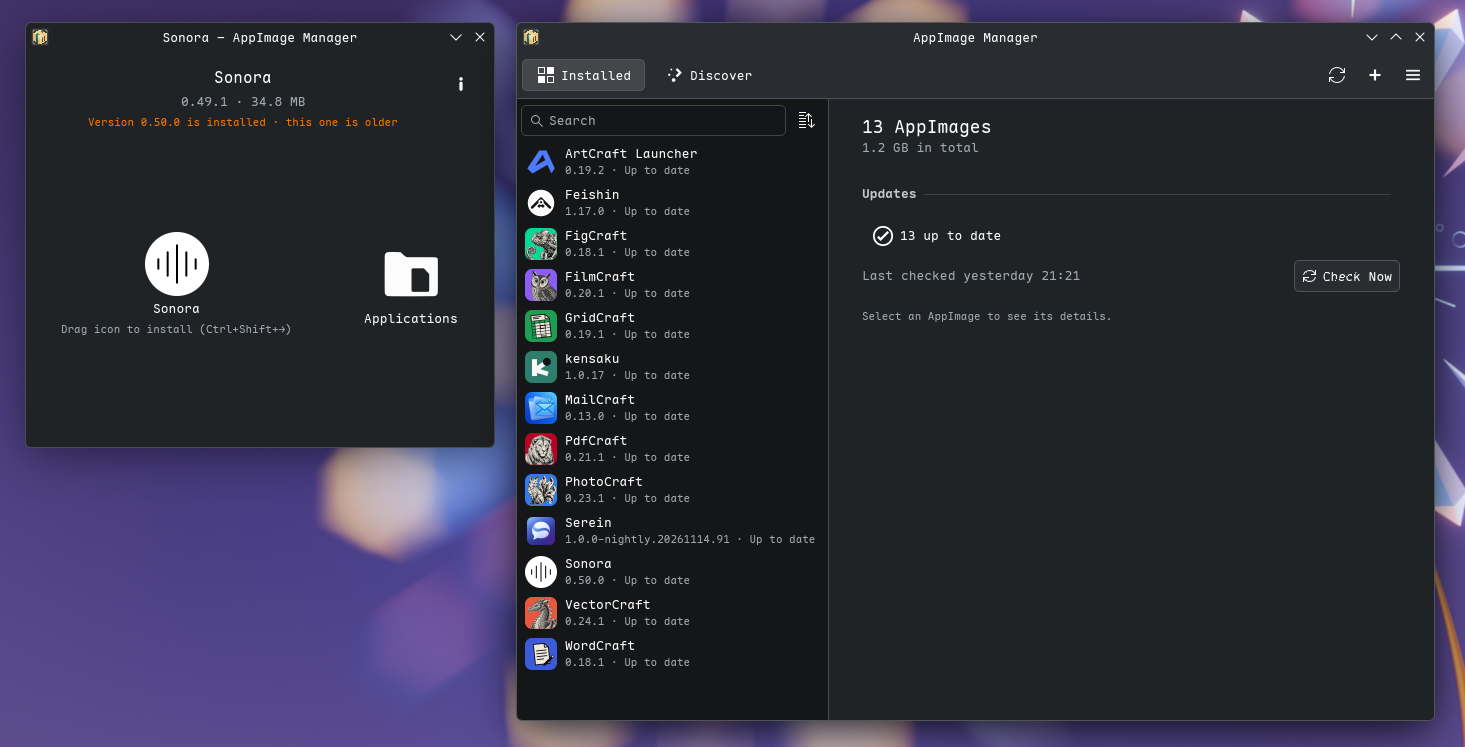 Sonora — AppImage Manager
Sonora
0.49.1 · 34.8 MB
Version 0.50.0 is installed · this one is older
Sonora
Drag icon to install (Ctrl+Shift+→)
Applications
AppImage Manager
Installed
Discover
Search
ArtCraft Launcher
0.19.2 · Up to date
Feishin
1.17.0 · Up to date
FigCraft
0.18.1 · Up to date
FilmCraft
0.20.1 · Up to date
GridCraft
0.19.1 · Up to date
kensaku
1.0.17 · Up to date
MailCraft
0.13.0 · Up to date
PdfCraft
0.21.1 · Up to date
PhotoCraft
0.23.1 · Up to date
Serein
1.0.0-nightly.20261114.91 · Up to date
Sonora
0.50.0 · Up to date
VectorCraft
0.24.1 · Up to date
WordCraft
0.18.1 · Up to date
13 AppImages
1.2 GB in total
Updates
13 up to date
Last checked yesterday 21:21
Check Now
Select an AppImage to see its details.